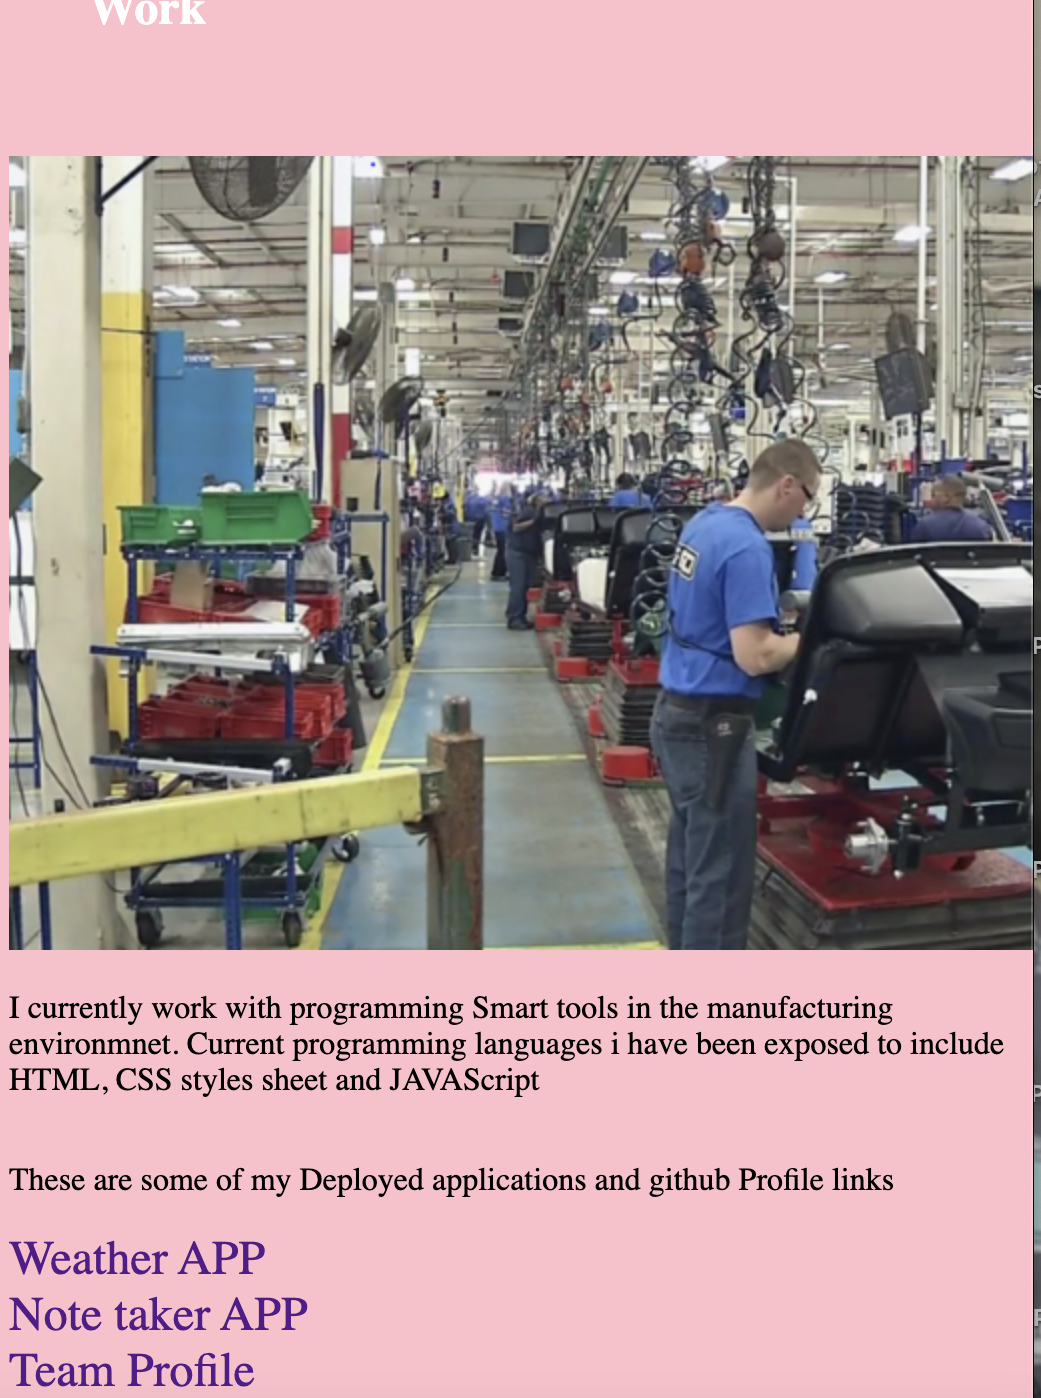 Work
STATION
I currently work with programming Smart tools in the manufacturing
environmnet. Current programming languages i have been exposed to include
HTML, CSS styles sheet and JAVAScript
These are some of my Deployed applications and github Profile links
Weather APP
Note taker APP
Team Profile